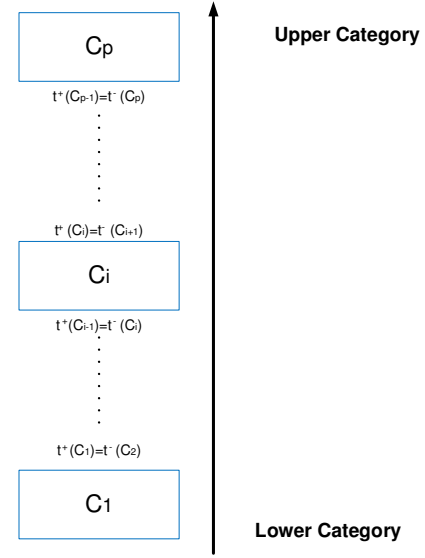 Cp
Upper Category
t⁺(Cp-1)=t⁻ (Cp)
t⁺ (Ci)=t⁻ (Ci+1)
Ci
t⁺(Ci-1)=t⁻ (Ci)
t⁺(C1)=t⁻ (C2)
C1
Lower Category